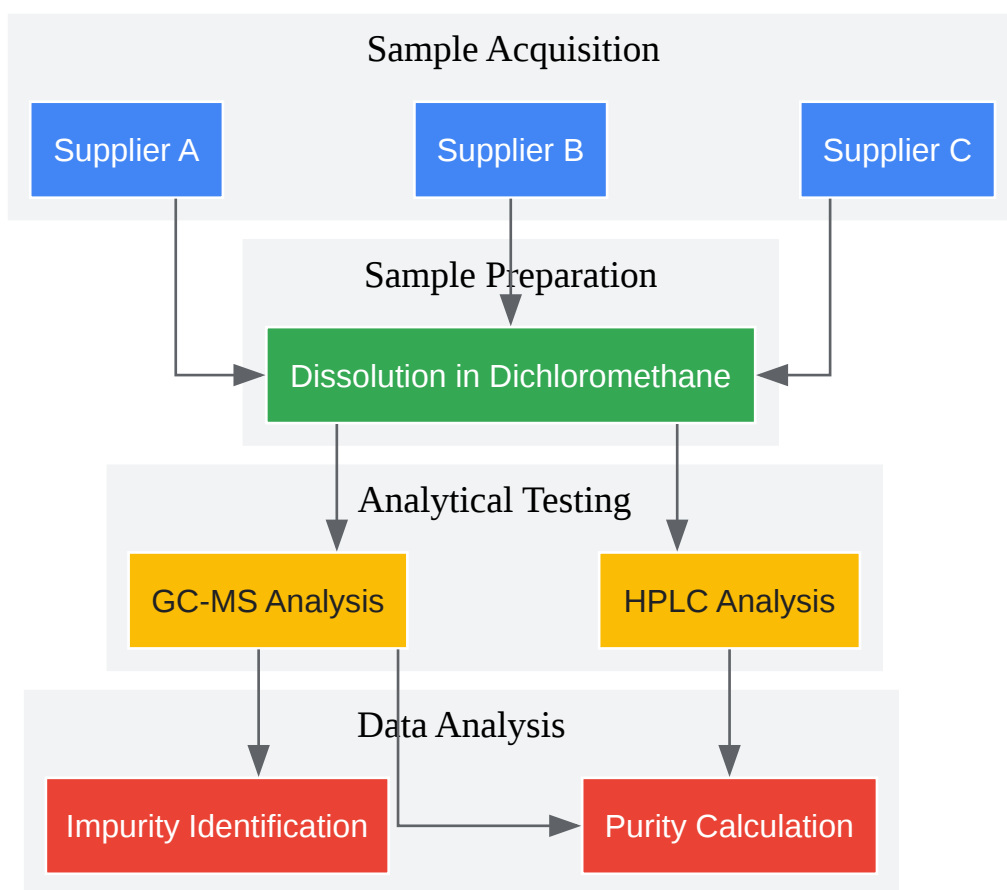 Sample Acquisition
Supplier A
Supplier B
Supplier C
Sample Preparation
Dissolution in Dichloromethane
Analytical Testing
GC-MS Analysis
HPLC Analysis
Data Analysis
Impurity Identification
Purity Calculation